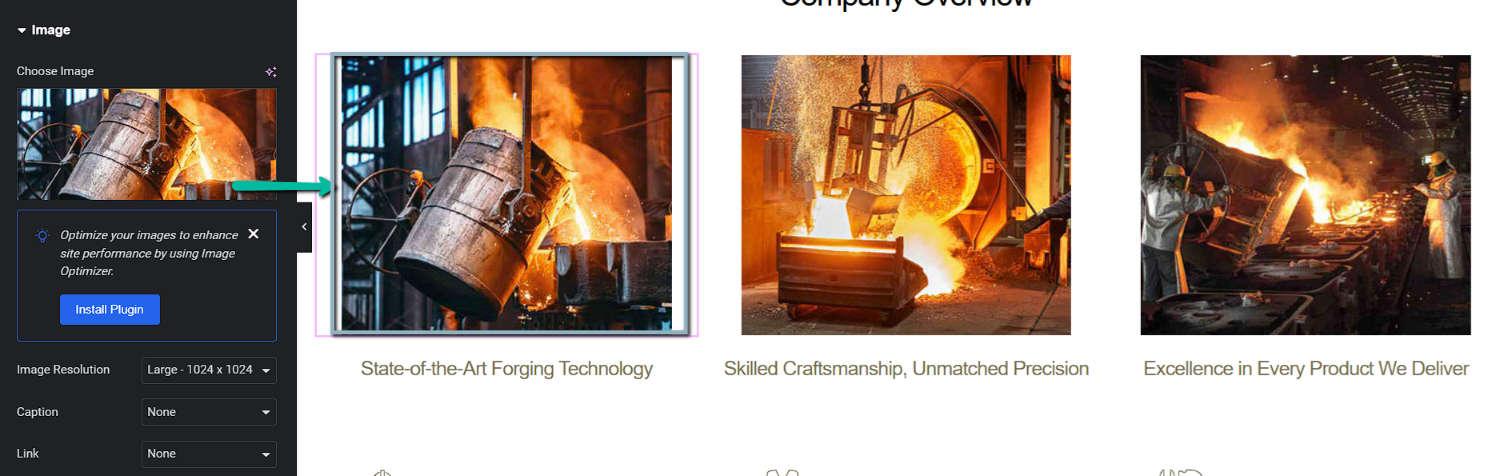 Company Overview
Image
Choose Image
Optimize your images to enhance
site performance by using Image
Optimizer.
Install Plugin
Image Resolution
Large - 1024 x 1024
Caption
None
Link
None
State-of-the-Art Forging Technology
Skilled Craftsmanship, Unmatched Precision
Excellence in Every Product We Deliver